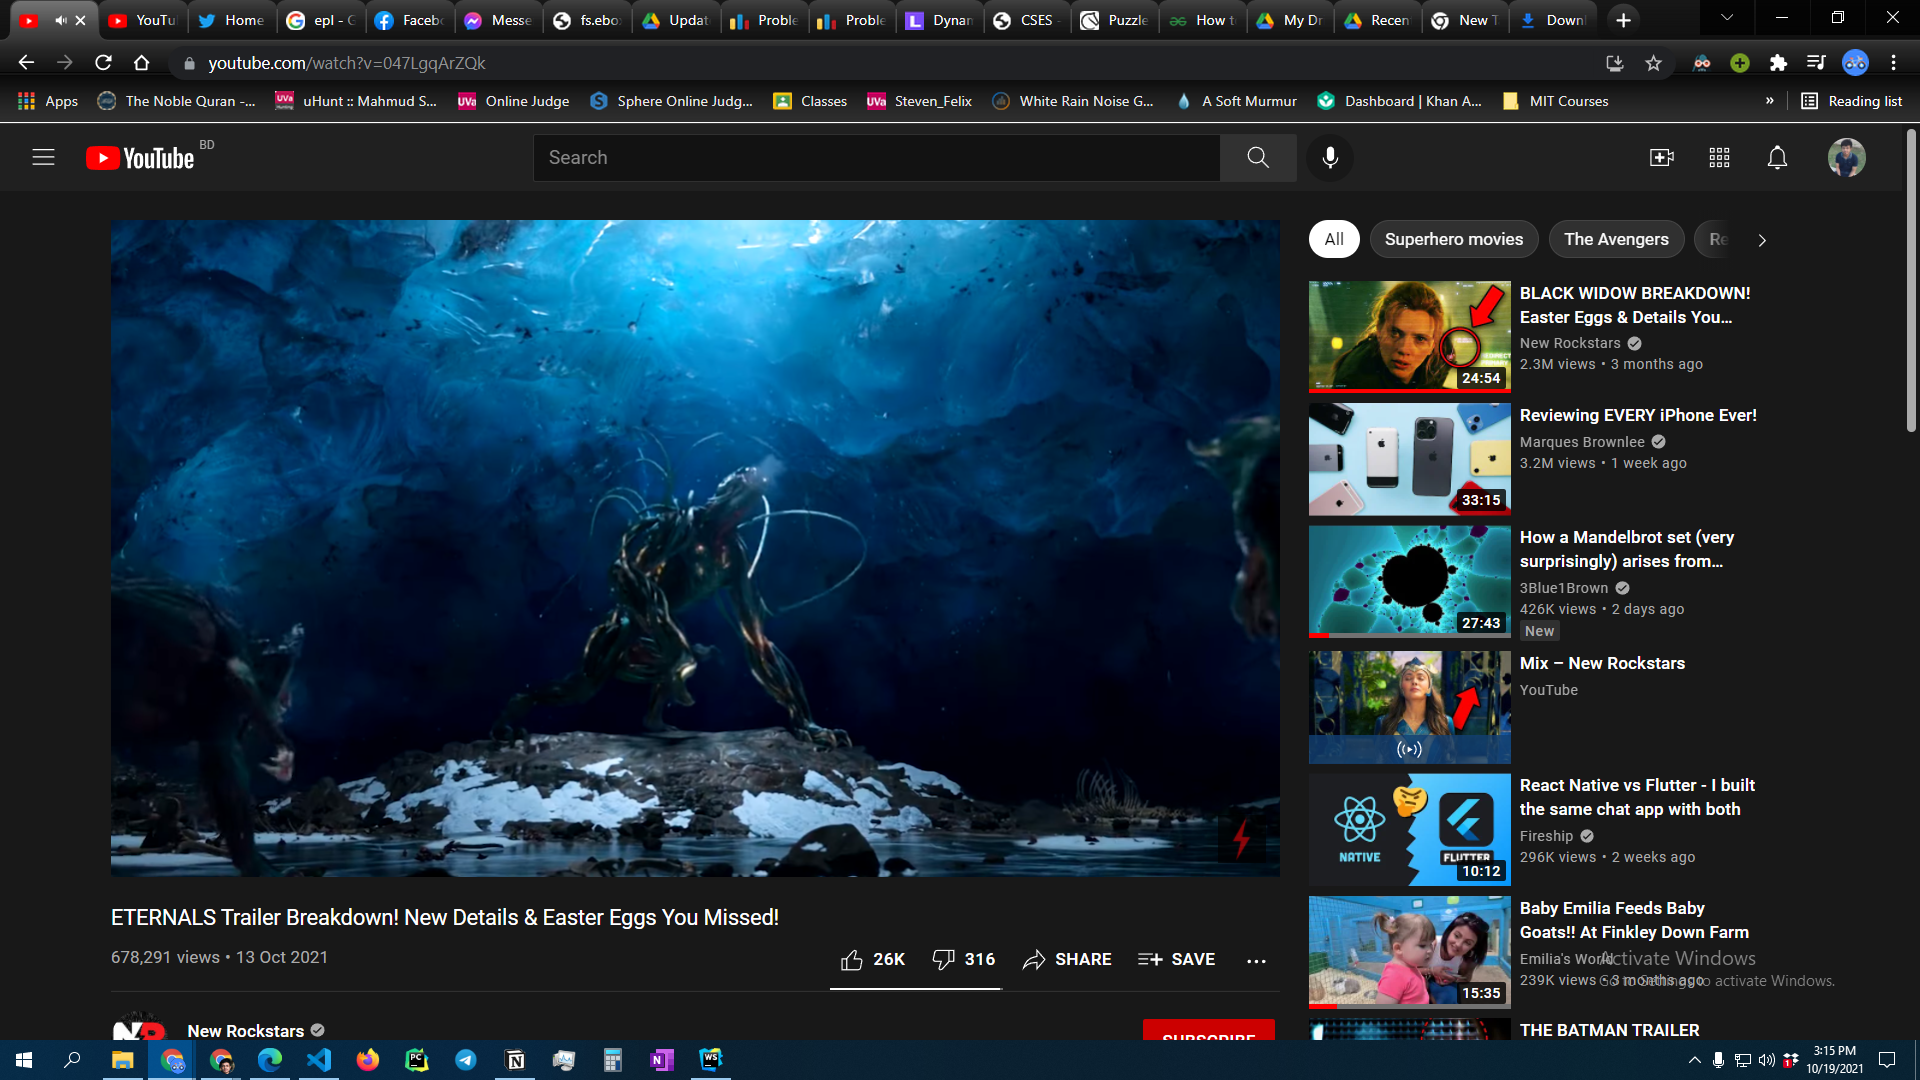 YouTu
Home
epl - G
Facebo
Messe
fs.ebo
Updat
Proble
Proble
Dynam
CSES -
Puzzle
How t
My Dr
Recen
New T
Downl
youtube.com/watch?v=047LgqArZQk
Apps
The Noble Quran -...
uHunt :: Mahmud S...
Online Judge
Sphere Online Judg...
Classes
Steven_Felix
White Rain Noise G...
A Soft Murmur
Dashboard | Khan A...
MIT Courses
»
Reading list
YouTube BD
Search
All
Superhero movies
The Avengers
Re
BLACK WIDOW BREAKDOWN!
Easter Eggs & Details You...
New Rockstars
2.3M views • 3 months ago
24:54
Reviewing EVERY iPhone Ever!
Marques Brownlee
3.2M views • 1 week ago
33:15
How a Mandelbrot set (very
surprisingly) arises from...
3Blue1Brown
426K views • 2 days ago
New
27:43
Mix – New Rockstars
YouTube
React Native vs Flutter - I built
the same chat app with both
Fireship
296K views • 2 weeks ago
NATIVE
FLUTTER
10:12
Baby Emilia Feeds Baby
Goats!! At Finkley Down Farm
Emilia's World
239K views • 3 months ago
15:35
Activate Windows
Go to Settings to activate Windows.
THE BATMAN TRAILER
ETERNALS Trailer Breakdown! New Details & Easter Eggs You Missed!
678,291 views • 13 Oct 2021
26K
316
SHARE
SAVE
New Rockstars
SUBSCRIBE
3:15 PM
10/19/2021